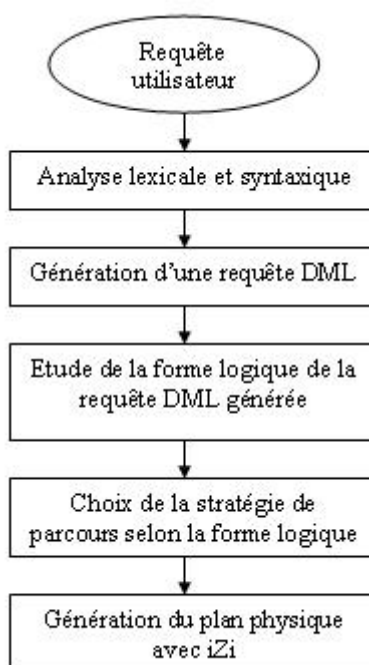 Requête
utilisateur
Analyse lexicale et syntaxique
Génération d'une requête DML
Etude de la forme logique de la
requête DML générée
Choix de la stratégie de
parcours selon la forme logique
Génération du plan physique
avec iZi